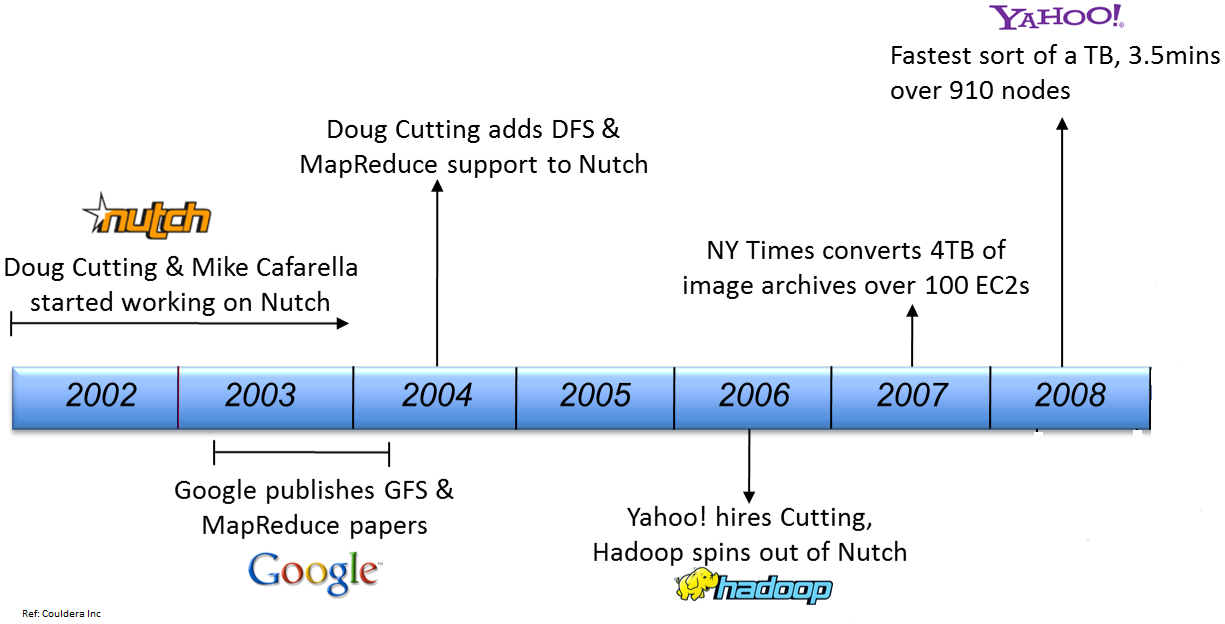 YAHOO!
Fastest sort of a TB, 3.5mins
over 910 nodes
Doug Cutting adds DFS &
MapReduce support to Nutch
nutch
Doug Cutting & Mike Cafarella
started working on Nutch
NY Times converts 4TB of
image archives over 100 EC2s
2002 2003 2004 2005 2006 2007 2008
Google publishes GFS &
MapReduce papers
Google
Yahoo! hires Cutting,
Hadoop spins out of Nutch
hadoop
Ref: Couldera Inc